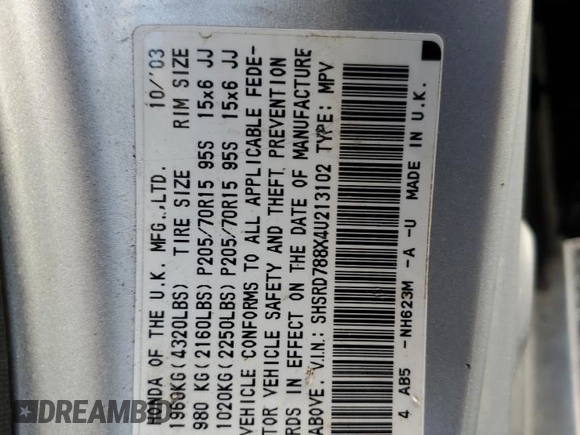 HONDA OF THE U.K. MFG.,LTD. 10/'03
1960KG(4320LBS) TIRE SIZE RIM SIZE
980 KG(2160LBS) P205/70R15 95S 15x6 JJ
1020KG(2250LBS) P205/70R15 95S 15x6 JJ
VEHICLE CONFORMS TO ALL APPLICABLE FEDE-
TOR VEHICLE SAFETY AND THEFT PREVENTION
RDS IN EFFECT ON THE DATE OF MANUFACTURE
ABOVE. V.I.N.: SHSRD788X4U213102 TYPE: MPV
4 AB5 -NH623M -A -U MADE IN U.K.
DREAMBID